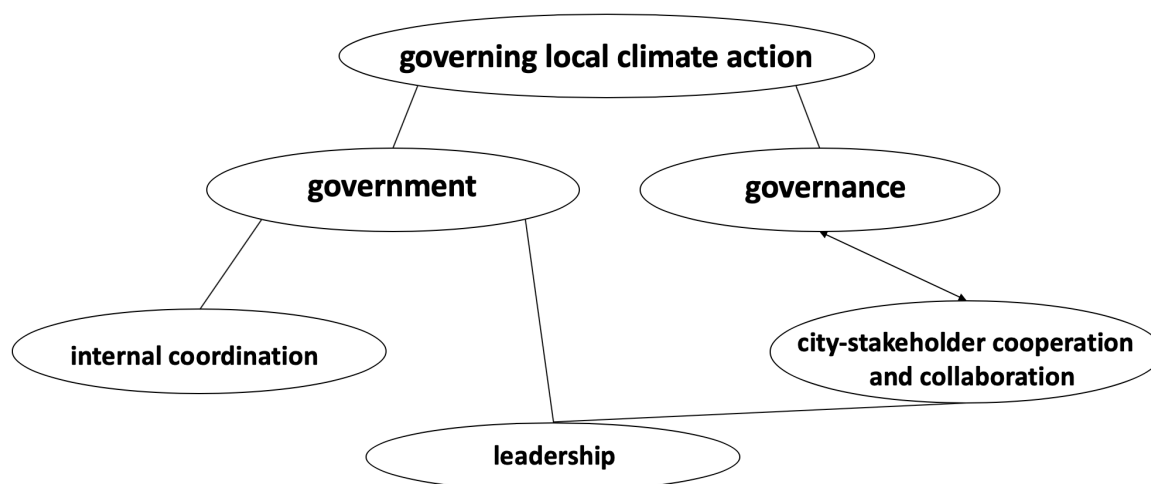 governing local climate action
government
governance
internal coordination
city-stakeholder cooperation
and collaboration
leadership